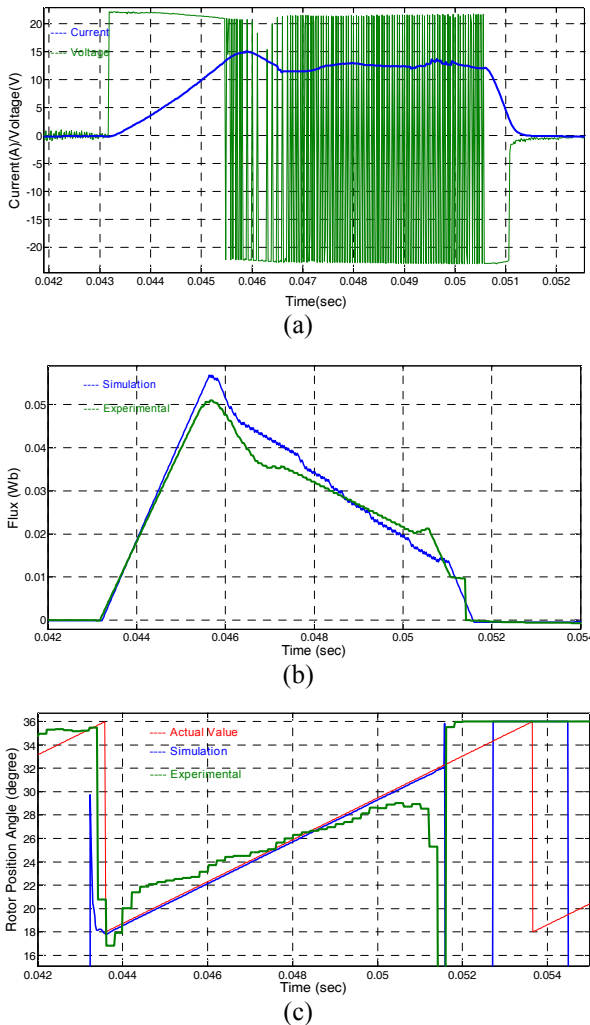 20
15
10
5
0
-5
-10
-15
-20
Current(A)/Voltage(V)
---- Current
---- Voltage
0.042 0.043 0.044 0.045 0.046 0.047 0.048 0.049 0.05 0.051 0.052
Time(sec)
(a)
0.05
0.04
0.03
0.02
0.01
0
Flux (Wb)
---- Simulation
---- Experimental
0.042 0.044 0.046 0.048 0.05 0.052 0.054
Time (sec)
(b)
36
34
32
30
28
26
24
22
20
18
16
Rotor Position Angle (degree)
---- Actual Value
---- Simulation
---- Experimental
0.042 0.044 0.046 0.048 0.05 0.052 0.054
Time (sec)
(c)